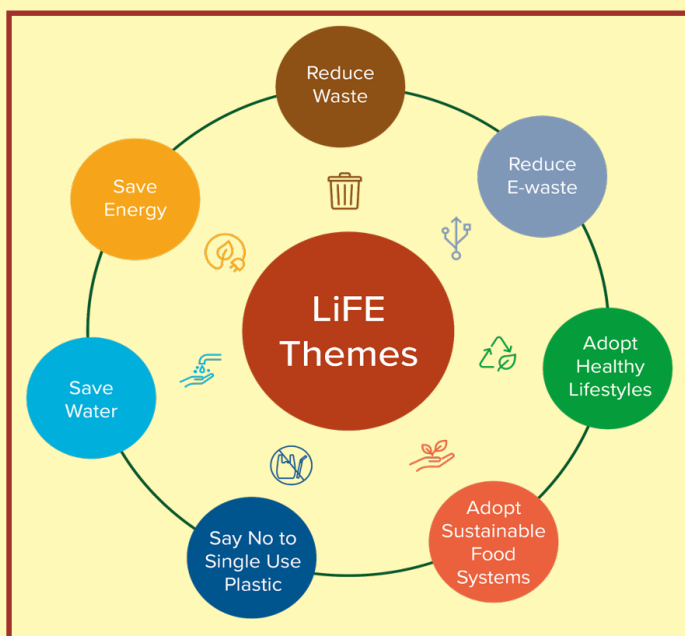 Reduce
Waste
Reduce
E-waste
Adopt
Healthy
Lifestyles
Adopt
Sustainable
Food
Systems
Say No to
Single Use
Plastic
Save
Water
Save
Energy
LiFE
Themes